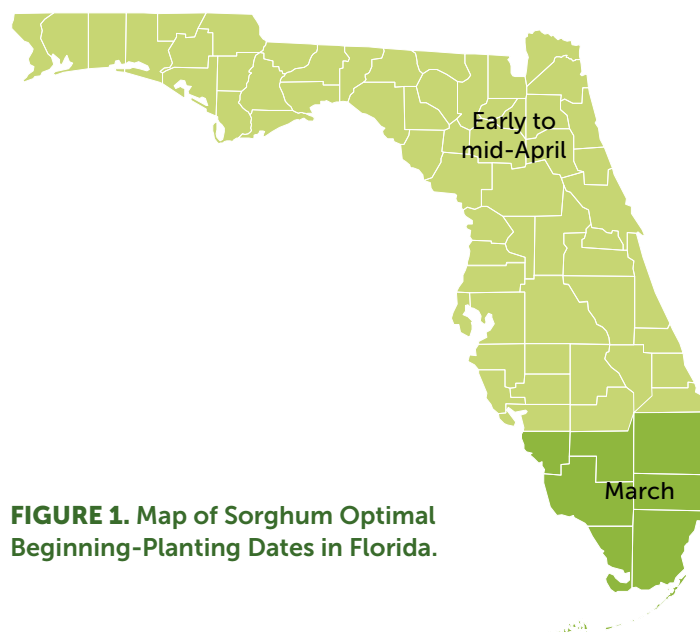 Early to
mid-April
March
FIGURE 1. Map of Sorghum Optimal
Beginning-Planting Dates in Florida.